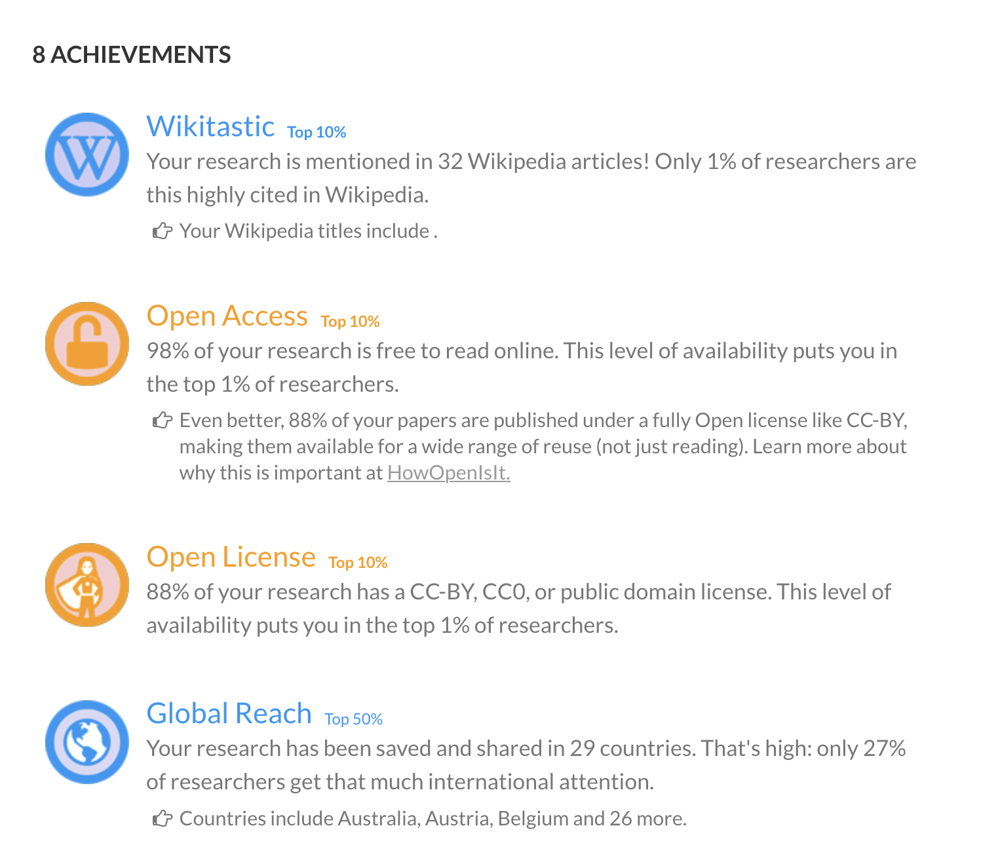 8 ACHIEVEMENTS
Wikitastic Top 10%
Your research is mentioned in 32 Wikipedia articles! Only 1% of researchers are
this highly cited in Wikipedia.
Your Wikipedia titles include .
Open Access Top 10%
98% of your research is free to read online. This level of availability puts you in
the top 1% of researchers.
Even better, 88% of your papers are published under a fully Open license like CC-BY,
making them available for a wide range of reuse (not just reading). Learn more about
why this is important at HowOpenIsIt.
Open License Top 10%
88% of your research has a CC-BY, CC0, or public domain license. This level of
availability puts you in the top 1% of researchers.
Global Reach Top 50%
Your research has been saved and shared in 29 countries. That's high: only 27%
of researchers get that much international attention.
Countries include Australia, Austria, Belgium and 26 more.